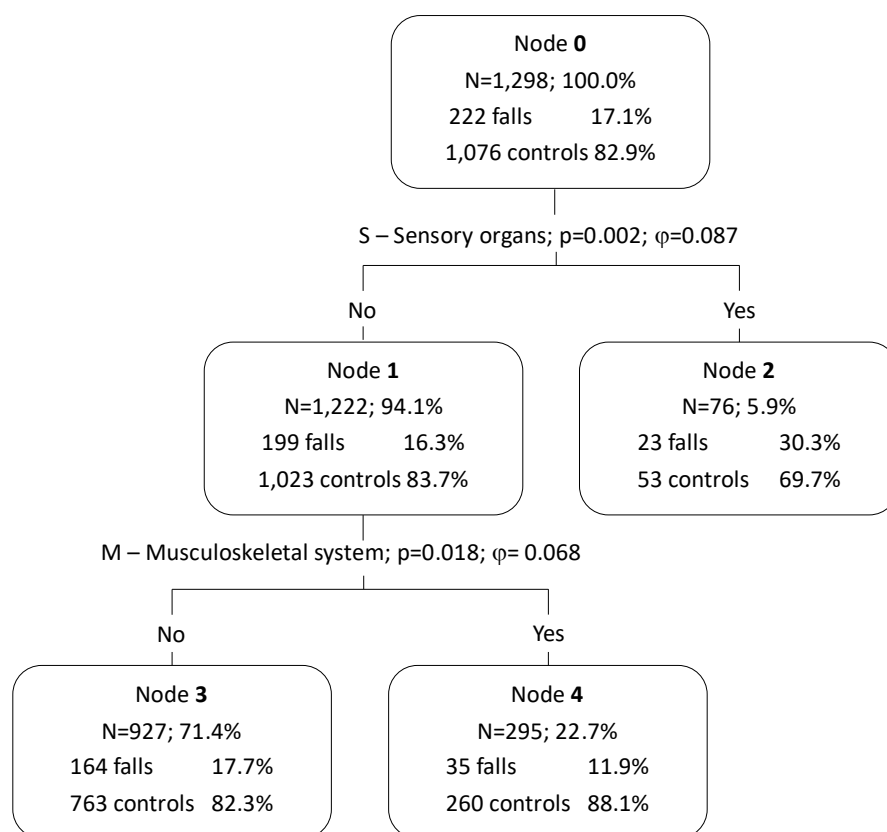 Node 0
N=1,298; 100.0%
222 falls 17.1%
1,076 controls 82.9%
S – Sensory organs; p=0.002; φ=0.087
No
Yes
Node 1
N=1,222; 94.1%
199 falls 16.3%
1,023 controls 83.7%
Node 2
N=76; 5.9%
23 falls 30.3%
53 controls 69.7%
M – Musculoskeletal system; p=0.018; φ= 0.068
No
Yes
Node 3
N=927; 71.4%
164 falls 17.7%
763 controls 82.3%
Node 4
N=295; 22.7%
35 falls 11.9%
260 controls 88.1%